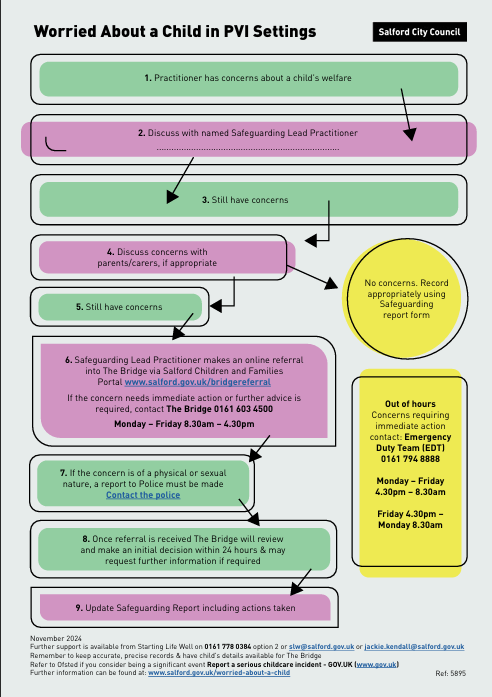 Worried About a Child in PVI Settings
Salford City Council
1. Practitioner has concerns about a child's welfare
2. Discuss with named Safeguarding Lead Practitioner
................................................................................
3. Still have concerns
4. Discuss concerns with
parents/carers, if appropriate
No concerns. Record
appropriately using
Safeguarding
report form
5. Still have concerns
6. Safeguarding Lead Practitioner makes an online referral
into The Bridge via Salford Children and Families
Portal www.salford.gov.uk/bridgereferral
If the concern needs immediate action or further advice is
required, contact The Bridge 0161 603 4500
Monday – Friday 8.30am – 4.30pm
Out of hours
Concerns requiring
immediate action
contact: Emergency
Duty Team (EDT)
0161 794 8888
Monday – Friday
4.30pm – 8.30am
Friday 4.30pm –
Monday 8.30am
7. If the concern is of a physical or sexual
nature, a report to Police must be made
Contact the police
8. Once referral is received The Bridge will review
and make an initial decision within 24 hours & may
request further information if required
9. Update Safeguarding Report including actions taken
November 2024
Further support is available from Starting Life Well on 0161 778 0384 option 2 or slw@salford.gov.uk or jackie.kendall@salford.gov.uk
Remember to keep accurate, precise records & have child's details available for The Bridge
Refer to Ofsted if you consider being a significant event Report a serious childcare incident - GOV.UK (www.gov.uk)
Further information can be found at: www.salford.gov.uk/worried-about-a-child
Ref: 5895